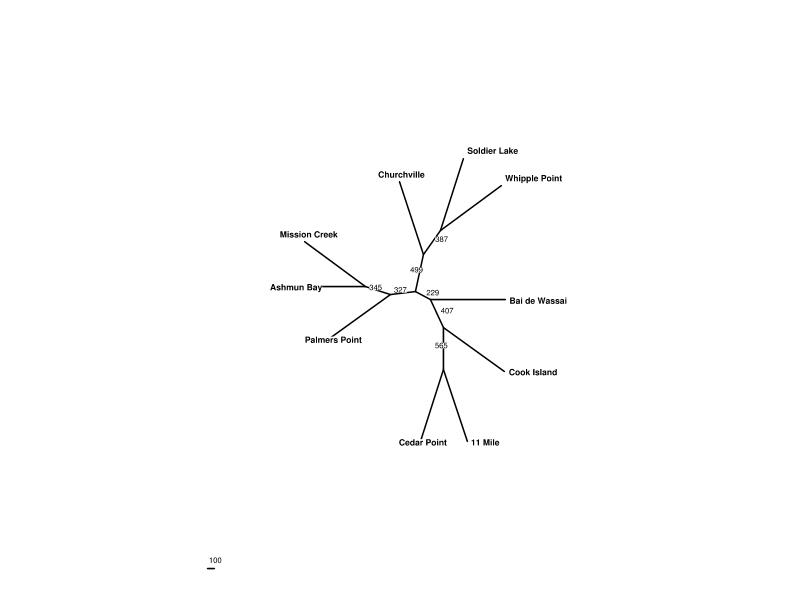 Soldier Lake
Churchville
Whipple Point
Mission Creek
387
499
Ashmun Bay
345
327
229
Bai de Wassai
407
Palmers Point
565
Cook Island
Cedar Point
11 Mile
100